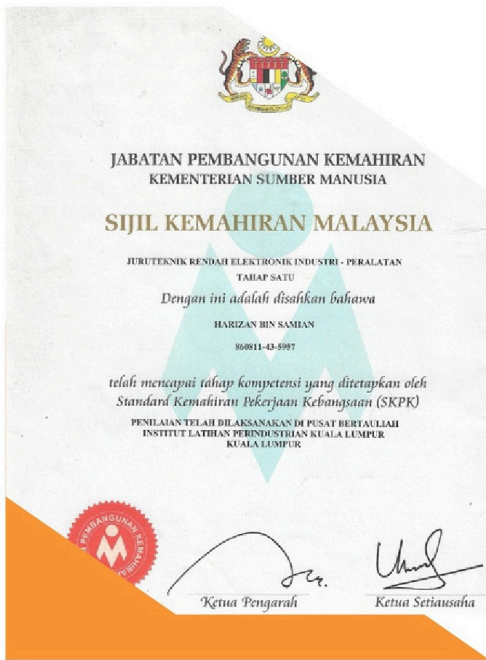 JABATAN PEMBANGUNAN KEMAHIRAN
KEMENTERIAN SUMBER MANUSIA
SIJIL KEMAHIRAN MALAYSIA
JURUTEKNIK RENDAH ELEKTRONIK INDUSTRI - PERALATAN
TAHAP SATU
Dengan ini adalah disahkan bahawa
HARIZAN BIN SAMIAN
860811-43-5957
telah mencapai tahap kompetensi yang ditetapkan oleh
Standard Kemahiran Pekerjaan Kebangsaan (SKPK)
PENILAIAN TELAH DILAKSANAKAN DI PUSAT BERTAULIAH
INSTITUT LATIHAN PERINDUSTRIAN KUALA LUMPUR
KUALA LUMPUR
PEMBANGUNAN KEMAHIRAN
Ketua Pengarah
Ketua Setiausaha